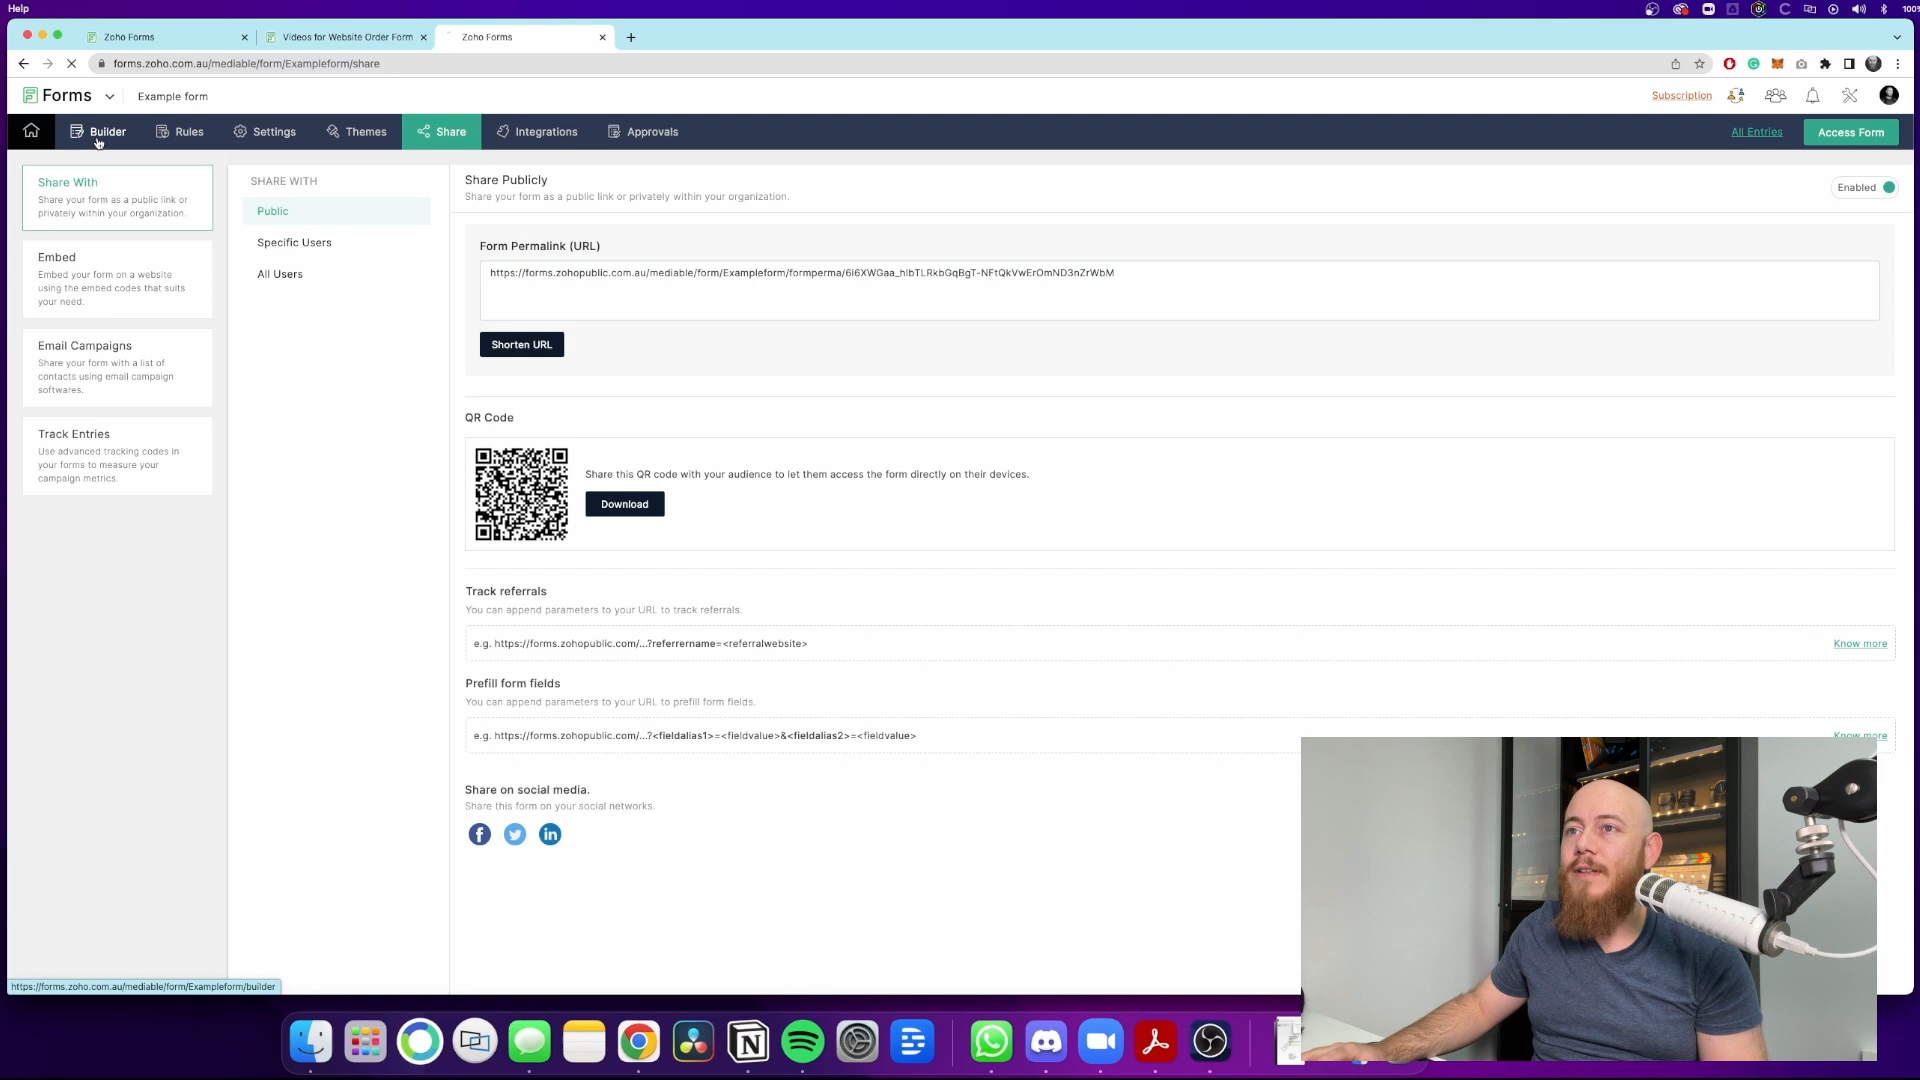 Help
100%
Zoho Forms
Videos for Website Order Form
Zoho Forms
forms.zoho.com.au/mediable/form/Exampleform/share
Forms
Example form
Subscription
Builder
Rules
Settings
Themes
Share
Integrations
Approvals
All Entries
Access Form
Share With
Share your form as a public link or
privately within your organization.
Embed
Embed your form on a website
using the embed codes that suits
your need.
Email Campaigns
Share your form with a list of
contacts using email campaign
softwares.
Track Entries
Use advanced tracking codes in
your forms to measure your
campaign metrics.
SHARE WITH
Public
Specific Users
All Users
Share Publicly
Share your form as a public link or privately within your organization.
Enabled
Form Permalink (URL)
https://forms.zohopublic.com.au/mediable/form/Exampleform/formperma/6i6XWGaa_hlbTLRkbGqBgT-NFtQkVwErOmND3nZrWbM
Shorten URL
QR Code
Share this QR code with your audience to let them access the form directly on their devices.
Download
Track referrals
You can append parameters to your URL to track referrals.
e.g. https://forms.zohopublic.com/...?referrername=<referralwebsite>
Know more
Prefill form fields
You can append parameters to your URL to prefill form fields.
e.g. https://forms.zohopublic.com/...?<fieldalias1>=<fieldvalue>&<fieldalias2>=<fieldvalue>
Know more
Share on social media.
Share this form on your social networks.
https://forms.zoho.com.au/mediable/form/Exampleform/builder